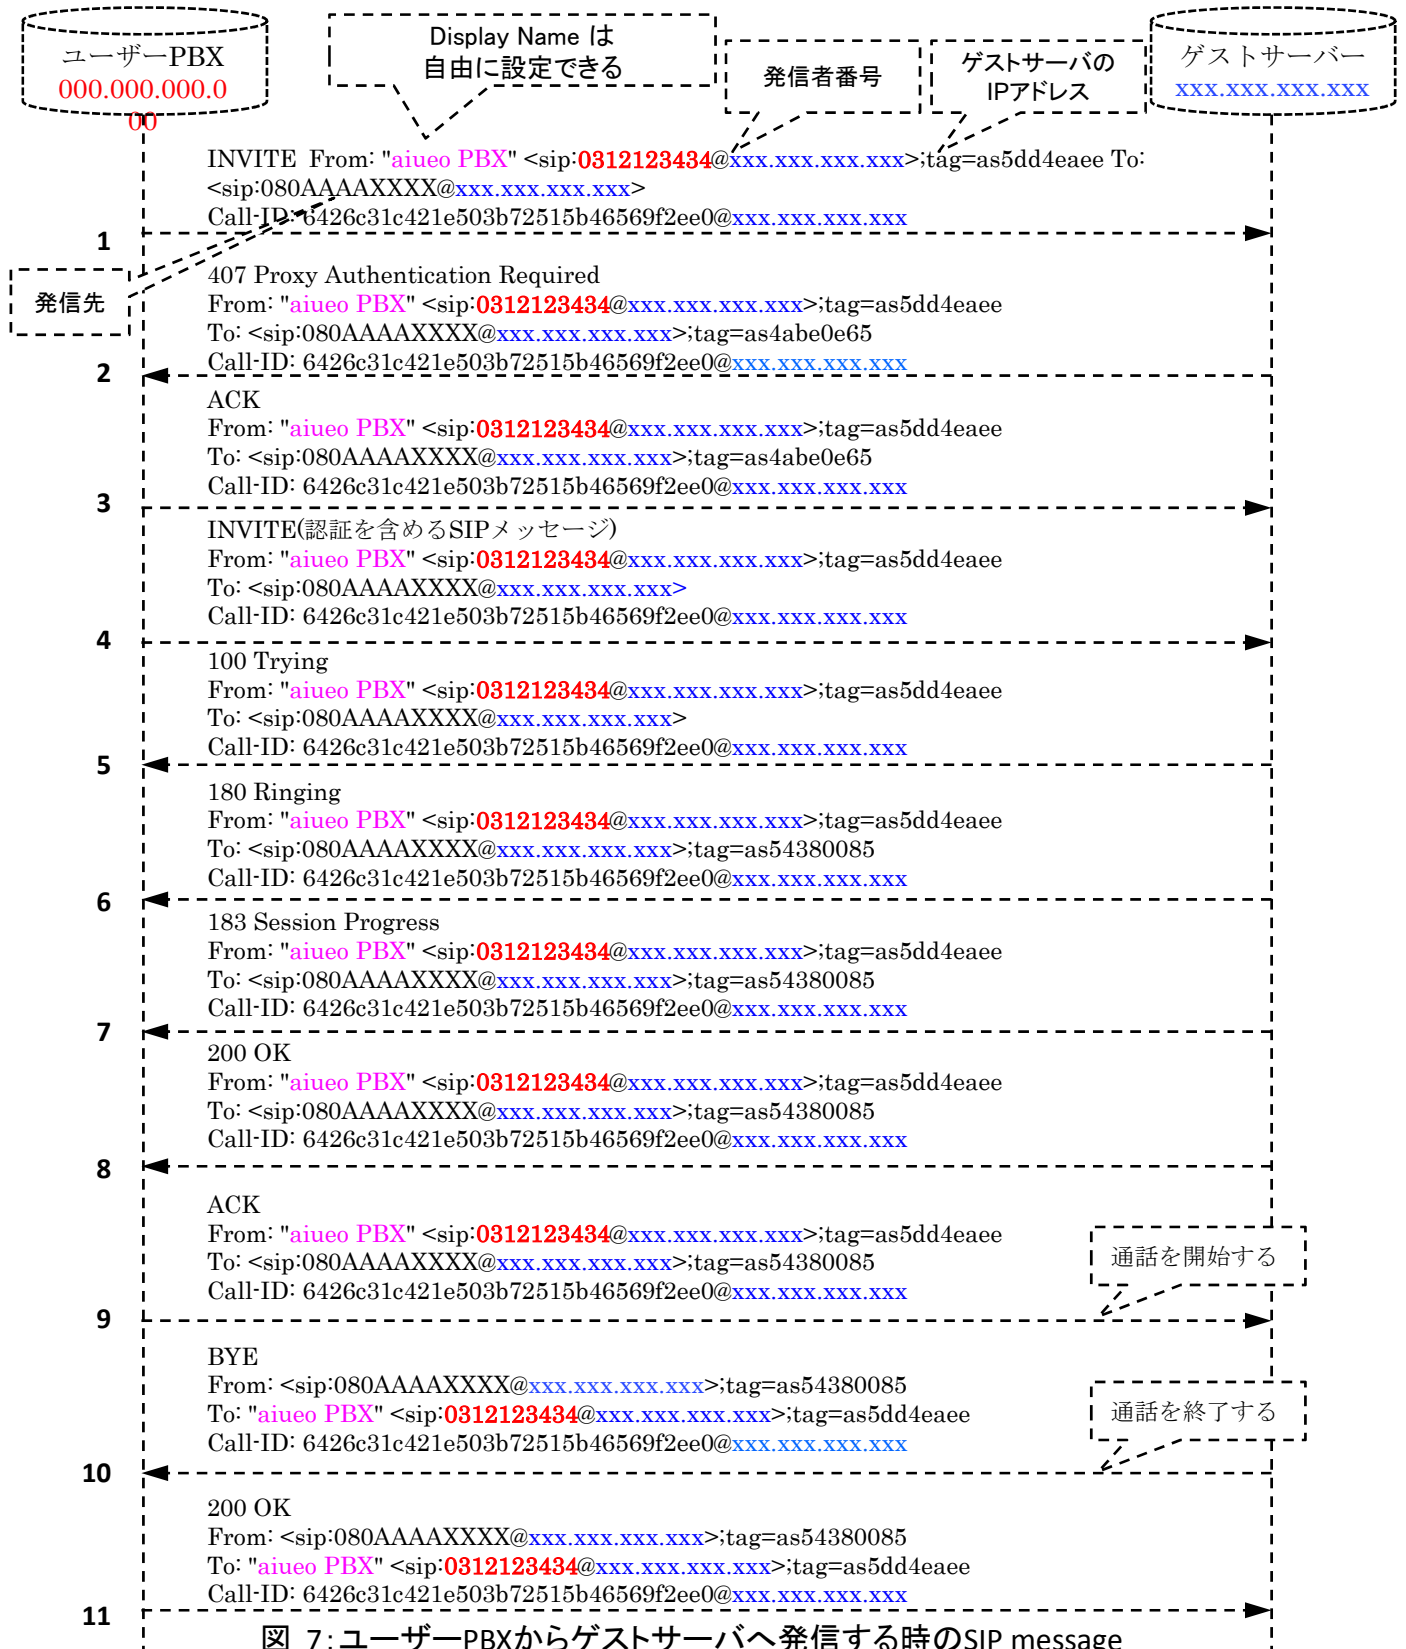 ユーザーPBX
000.000.000.0
00
Display Name は
自由に設定できる
発信者番号
ゲストサーバの
IPアドレス
ゲストサーバー
xxx.xxx.xxx.xxx
INVITE From: "aiueo PBX" <sip:0312123434@xxx.xxx.xxx.xxx>;tag=as5dd4eaee To:
<sip:080AAAAXXXX@xxx.xxx.xxx.xxx>
Call-ID: 6426c31c421e503b72515b46569f2ee0@xxx.xxx.xxx.xxx
1
発信先
407 Proxy Authentication Required
From: "aiueo PBX" <sip:0312123434@xxx.xxx.xxx.xxx>;tag=as5dd4eaee
To: <sip:080AAAAXXXX@xxx.xxx.xxx.xxx>;tag=as4abe0e65
Call-ID: 6426c31c421e503b72515b46569f2ee0@xxx.xxx.xxx.xxx
2
ACK
From: "aiueo PBX" <sip:0312123434@xxx.xxx.xxx.xxx>;tag=as5dd4eaee
To: <sip:080AAAAXXXX@xxx.xxx.xxx.xxx>;tag=as4abe0e65
Call-ID: 6426c31c421e503b72515b46569f2ee0@xxx.xxx.xxx.xxx
3
INVITE(認証を含めるSIPメッセージ)
From: "aiueo PBX" <sip:0312123434@xxx.xxx.xxx.xxx>;tag=as5dd4eaee
To: <sip:080AAAAXXXX@xxx.xxx.xxx.xxx>
Call-ID: 6426c31c421e503b72515b46569f2ee0@xxx.xxx.xxx.xxx
4
100 Trying
From: "aiueo PBX" <sip:0312123434@xxx.xxx.xxx.xxx>;tag=as5dd4eaee
To: <sip:080AAAAXXXX@xxx.xxx.xxx.xxx>
Call-ID: 6426c31c421e503b72515b46569f2ee0@xxx.xxx.xxx.xxx
5
180 Ringing
From: "aiueo PBX" <sip:0312123434@xxx.xxx.xxx.xxx>;tag=as5dd4eaee
To: <sip:080AAAAXXXX@xxx.xxx.xxx.xxx>;tag=as54380085
Call-ID: 6426c31c421e503b72515b46569f2ee0@xxx.xxx.xxx.xxx
6
183 Session Progress
From: "aiueo PBX" <sip:0312123434@xxx.xxx.xxx.xxx>;tag=as5dd4eaee
To: <sip:080AAAAXXXX@xxx.xxx.xxx.xxx>;tag=as54380085
Call-ID: 6426c31c421e503b72515b46569f2ee0@xxx.xxx.xxx.xxx
7
200 OK
From: "aiueo PBX" <sip:0312123434@xxx.xxx.xxx.xxx>;tag=as5dd4eaee
To: <sip:080AAAAXXXX@xxx.xxx.xxx.xxx>;tag=as54380085
Call-ID: 6426c31c421e503b72515b46569f2ee0@xxx.xxx.xxx.xxx
8
ACK
From: "aiueo PBX" <sip:0312123434@xxx.xxx.xxx.xxx>;tag=as5dd4eaee
To: <sip:080AAAAXXXX@xxx.xxx.xxx.xxx>;tag=as54380085
Call-ID: 6426c31c421e503b72515b46569f2ee0@xxx.xxx.xxx.xxx
通話を開始する
9
BYE
From: <sip:080AAAAXXXX@xxx.xxx.xxx.xxx>;tag=as54380085
To: "aiueo PBX" <sip:0312123434@xxx.xxx.xxx.xxx>;tag=as5dd4eaee
Call-ID: 6426c31c421e503b72515b46569f2ee0@xxx.xxx.xxx.xxx
通話を終了する
10
200 OK
From: <sip:080AAAAXXXX@xxx.xxx.xxx.xxx>;tag=as54380085
To: "aiueo PBX" <sip:0312123434@xxx.xxx.xxx.xxx>;tag=as5dd4eaee
Call-ID: 6426c31c421e503b72515b46569f2ee0@xxx.xxx.xxx.xxx
11
図 7:ユーザーPBXからゲストサーバへ発信する時のSIP message